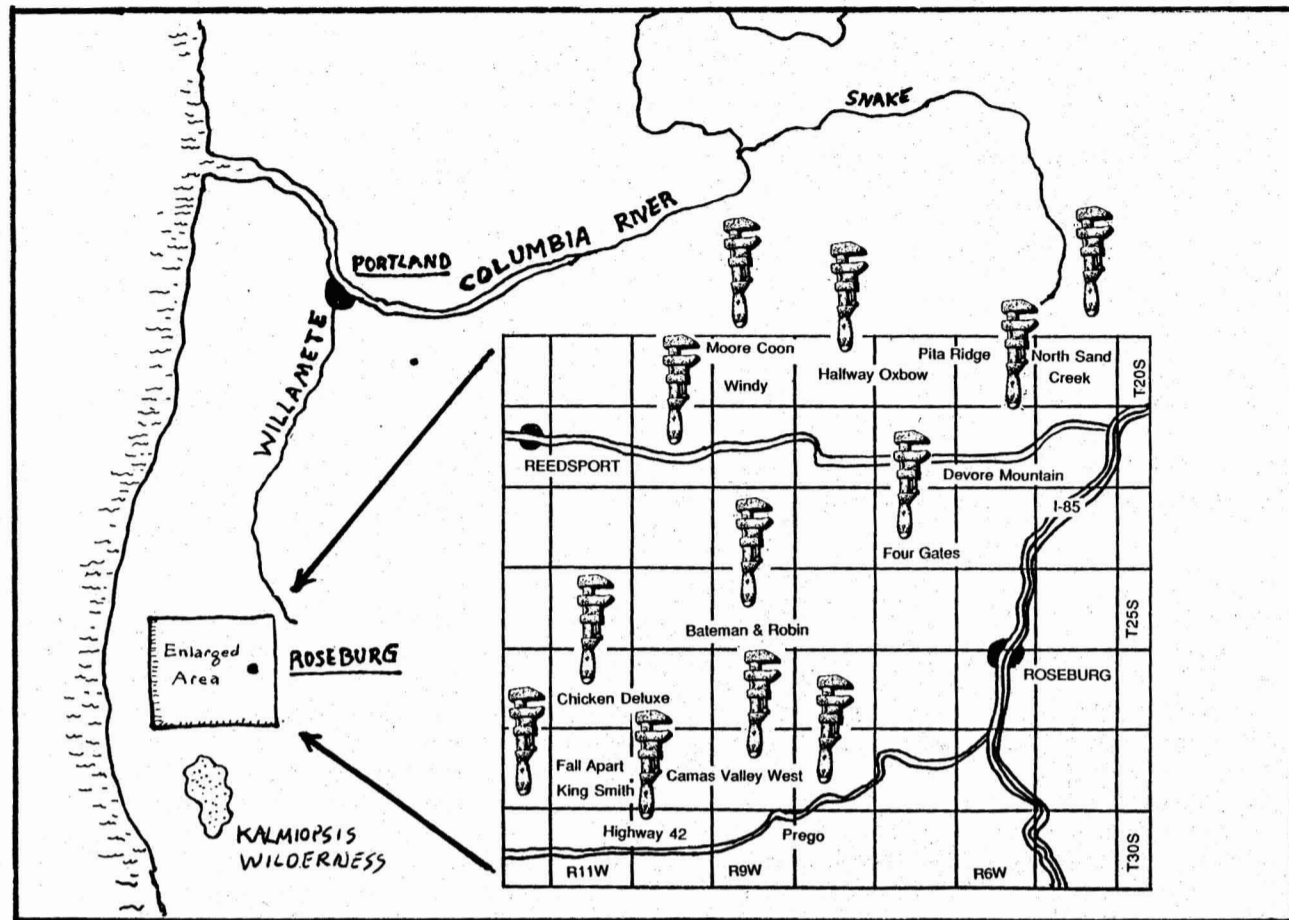 SNAKE
COLUMBIA RIVER
PORTLAND
WILLAMETE
Moore Coon
Windy
Halfway Oxbow
Pita Ridge
North Sand
Creek
T20S
REEDSPORT
Devore Mountain
I-85
Four Gates
T25S
Bateman & Robin
ROSEBURG
Enlarged
Area
ROSEBURG
Chicken Deluxe
Fall Apart
King Smith
Camas Valley West
Highway 42
Prego
KALMIOPSIS
WILDERNESS
R11W
R9W
R6W
T30S